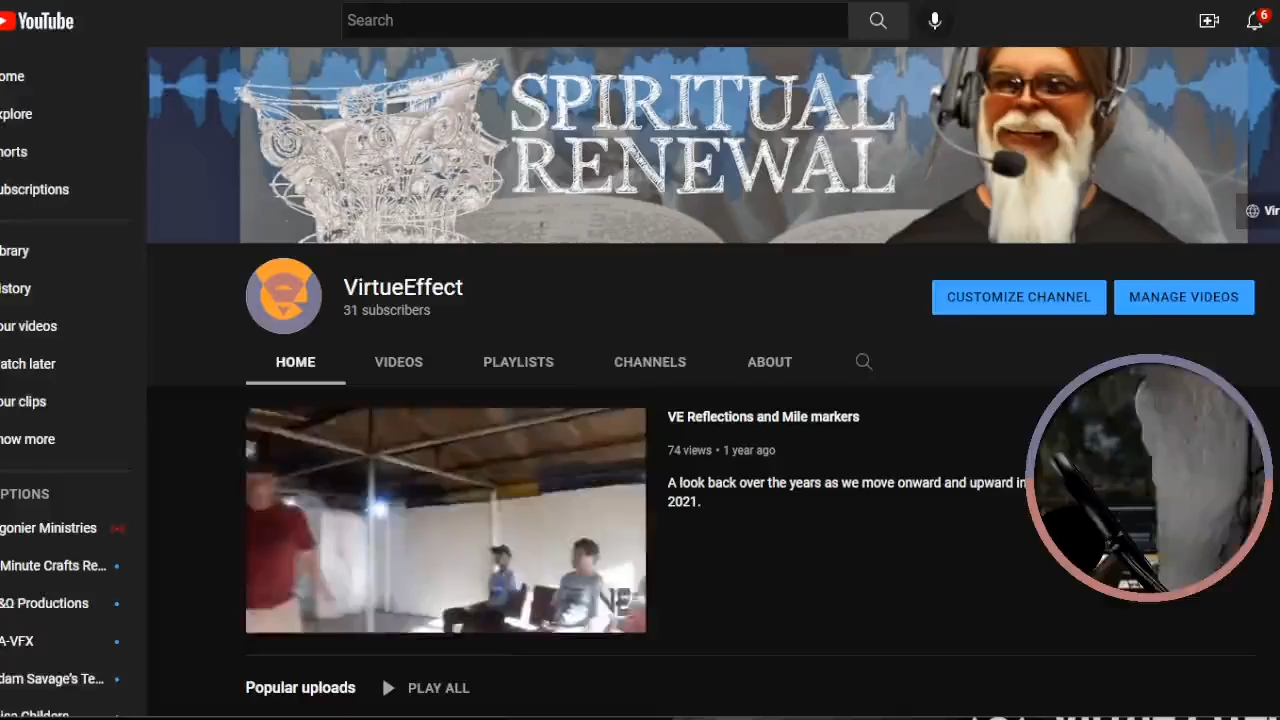 YouTube
Search
6
ome
xplore
SPIRITUAL
RENEWAL
horts
ubscriptions
Vir
brary
VirtueEffect
istory
31 subscribers
CUSTOMIZE CHANNEL
MANAGE VIDEOS
our videos
atch later
HOME
VIDEOS
PLAYLISTS
CHANNELS
ABOUT
our clips
VE Reflections and Mile markers
how more
74 views • 1 year ago
A look back over the years as we move onward and upward in
2021.
PTIONS
gonier Ministries
Minute Crafts Re...
&Ω Productions
A-VFX
dam Savage's Te...
Popular uploads
PLAY ALL